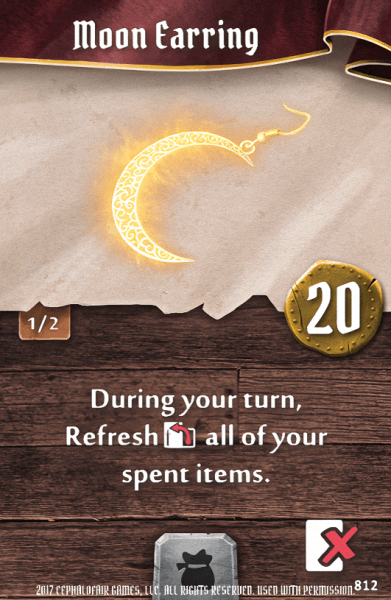 Moon Earring
20
1/2
During your turn,
Refresh all of your
spent items.
2017 CEPHALOFAIR GAMES, LLC. ALL RIGHTS RESERVED. USED WITH PERMISSION.
812